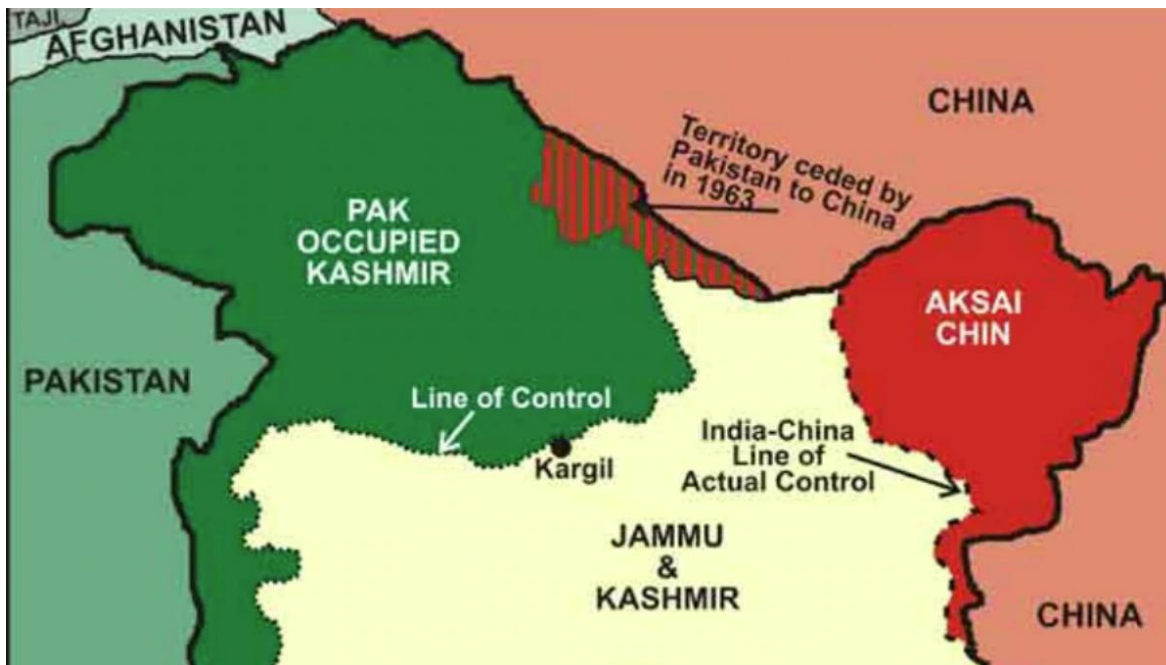 TAJI
AFGHANISTAN
CHINA
Territory ceded by
Pakistan to China
in 1963
PAK
OCCUPIED
KASHMIR
AKSAI
CHIN
PAKISTAN
Line of Control
India-China
Line of
Actual Control
Kargil
JAMMU
&
KASHMIR
CHINA